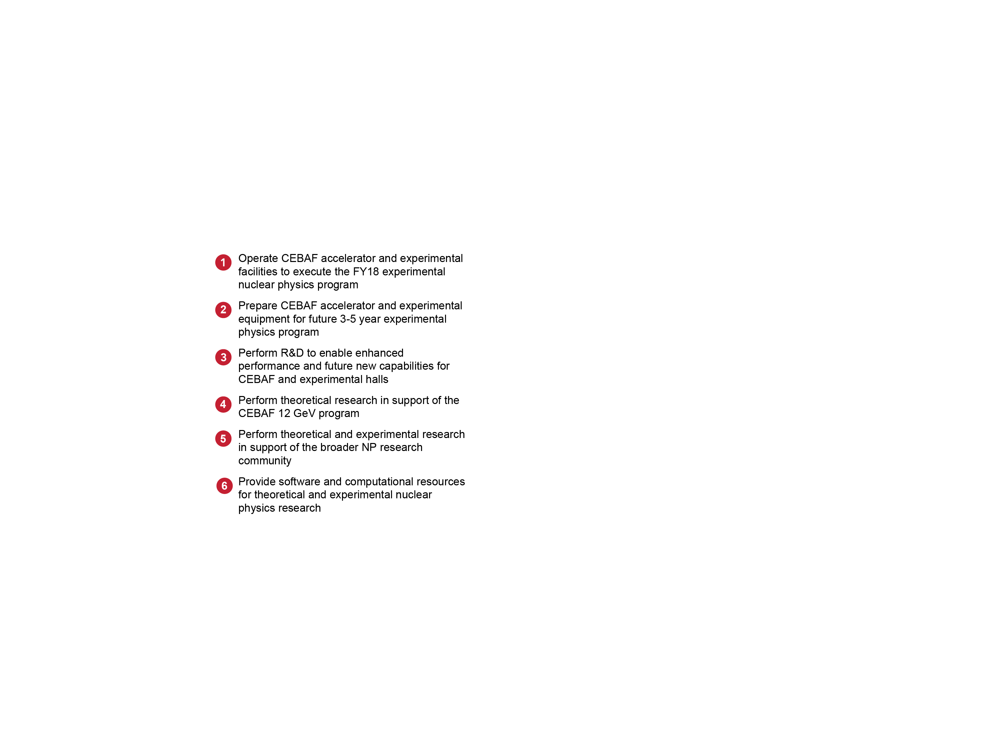 1 Operate CEBAF accelerator and experimental
facilities to execute the FY18 experimental
nuclear physics program
2 Prepare CEBAF accelerator and experimental
equipment for future 3-5 year experimental
physics program
3 Perform R&D to enable enhanced
performance and future new capabilities for
CEBAF and experimental halls
4 Perform theoretical research in support of the
CEBAF 12 GeV program
5 Perform theoretical and experimental research
in support of the broader NP research
community
6 Provide software and computational resources
for theoretical and experimental nuclear
physics research